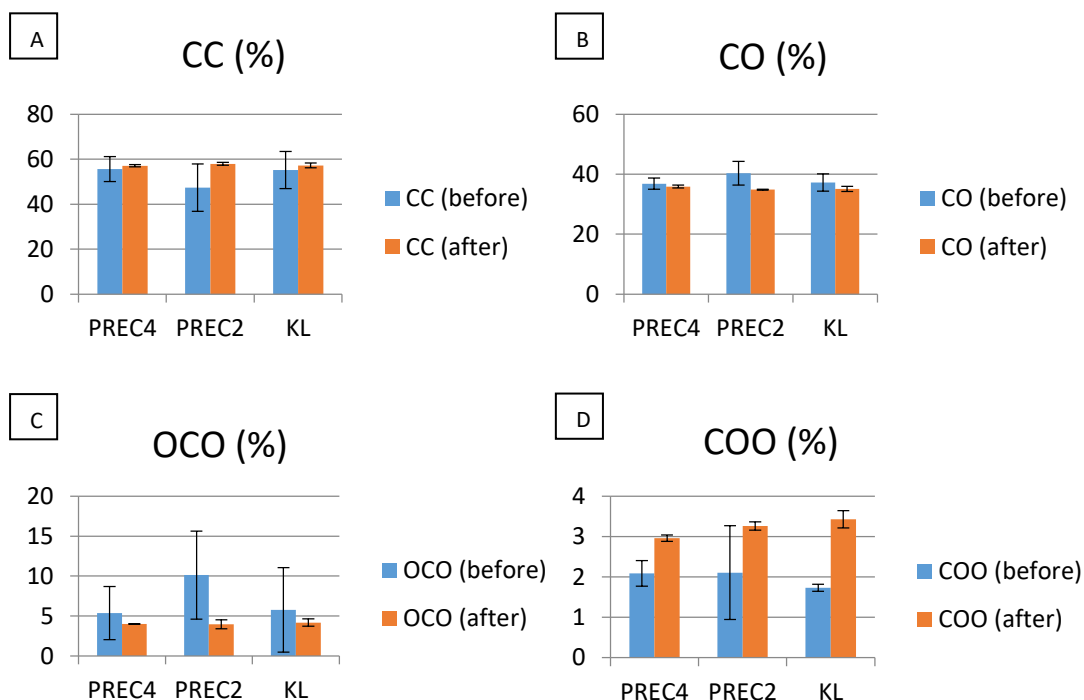 A
CC (%)
80
60
40
20
0
PREC4 PREC2 KL
CC (before)
CC (after)
B
CO (%)
60
40
20
0
PREC4 PREC2 KL
CO (before)
CO (after)
C
OCO (%)
20
15
10
5
0
PREC4 PREC2 KL
OCO (before)
OCO (after)
D
COO (%)
4
3
2
1
0
PREC4 PREC2 KL
COO (before)
COO (after)